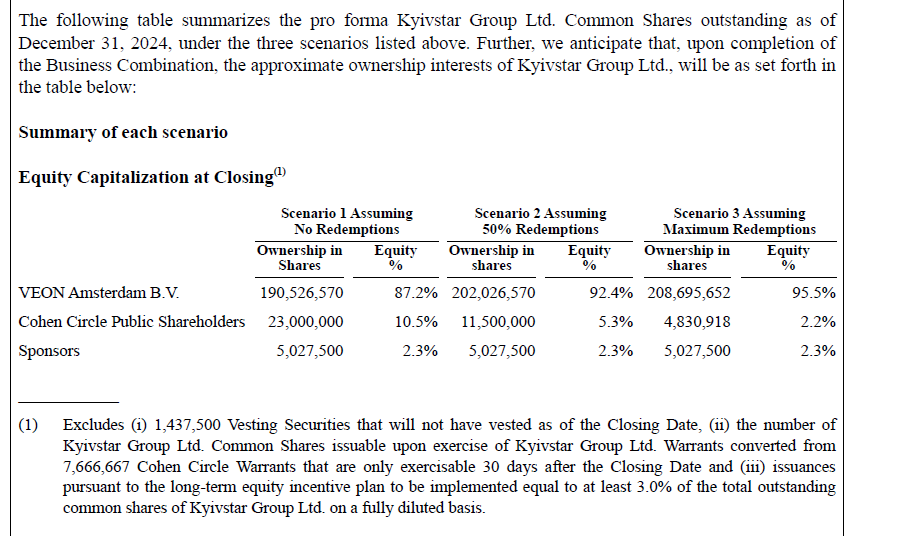 The following table summarizes the pro forma Kyivstar Group Ltd. Common Shares outstanding as of
December 31, 2024, under the three scenarios listed above. Further, we anticipate that, upon completion of
the Business Combination, the approximate ownership interests of Kyivstar Group Ltd., will be as set forth in
the table below:
Summary of each scenario
Equity Capitalization at Closing(1)
Scenario 1 Assuming No Redemptions Scenario 2 Assuming 50% Redemptions Scenario 3 Assuming Maximum Redemptions
Ownership in Shares Equity % Ownership in shares Equity % Ownership in shares Equity %
VEON Amsterdam B.V. 190,526,570 87.2% 202,026,570 92.4% 208,695,652 95.5%
Cohen Circle Public Shareholders 23,000,000 10.5% 11,500,000 5.3% 4,830,918 2.2%
Sponsors 5,027,500 2.3% 5,027,500 2.3% 5,027,500 2.3%
(1) Excludes (i) 1,437,500 Vesting Securities that will not have vested as of the Closing Date, (ii) the number of
Kyivstar Group Ltd. Common Shares issuable upon exercise of Kyivstar Group Ltd. Warrants converted from
7,666,667 Cohen Circle Warrants that are only exercisable 30 days after the Closing Date and (iii) issuances
pursuant to the long-term equity incentive plan to be implemented equal to at least 3.0% of the total outstanding
common shares of Kyivstar Group Ltd. on a fully diluted basis.